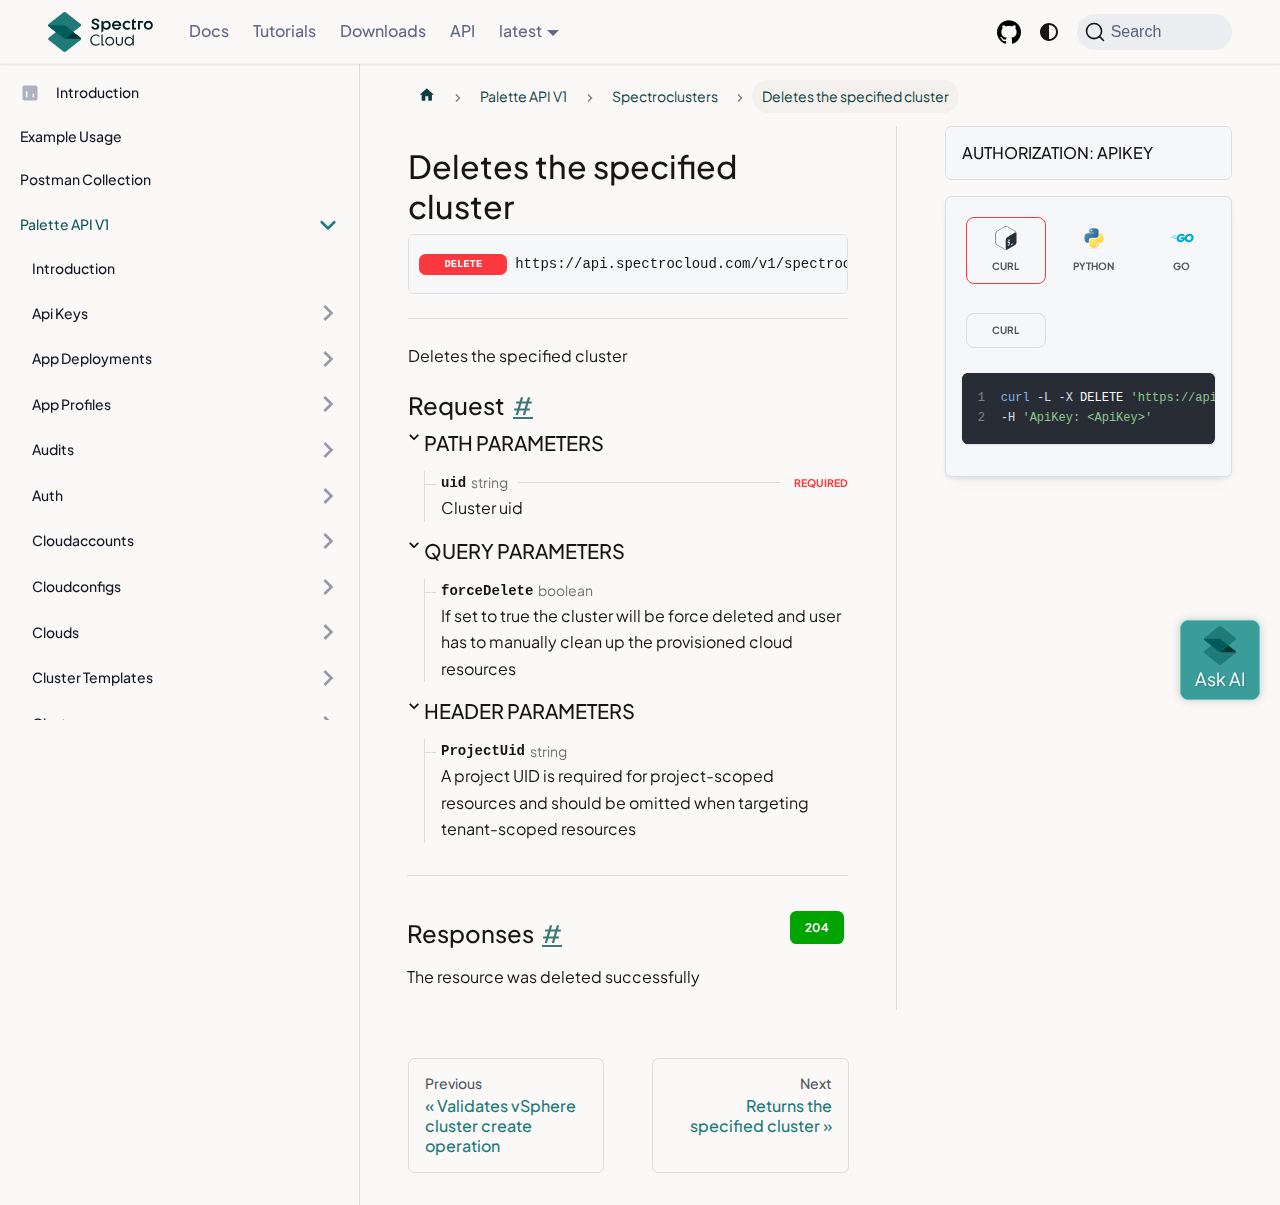 Spectro
Cloud
Docs
Tutorials
Downloads
API
latest
Search
Introduction
Example Usage
Postman Collection
Palette API V1
Introduction
Api Keys
App Deployments
App Profiles
Audits
Auth
Cloudaccounts
Cloudconfigs
Clouds
Cluster Templates
Palette API V1
Spectroclusters
Deletes the specified cluster
Deletes the specified
cluster
DELETE https://api.spectrocloud.com/v1/spectroc
Deletes the specified cluster
Request #
PATH PARAMETERS
uid string REQUIRED
Cluster uid
QUERY PARAMETERS
forceDelete boolean
If set to true the cluster will be force deleted and user
has to manually clean up the provisioned cloud
resources
HEADER PARAMETERS
ProjectUid string
A project UID is required for project-scoped
resources and should be omitted when targeting
tenant-scoped resources
Responses #
204
The resource was deleted successfully
Previous
« Validates vSphere
cluster create
operation
Next
Returns the
specified cluster »
AUTHORIZATION: APIKEY
CURL
PYTHON
GO
GO
CURL
1 curl -L -X DELETE 'https://api
2 -H 'ApiKey: <ApiKey>'
Ask AI